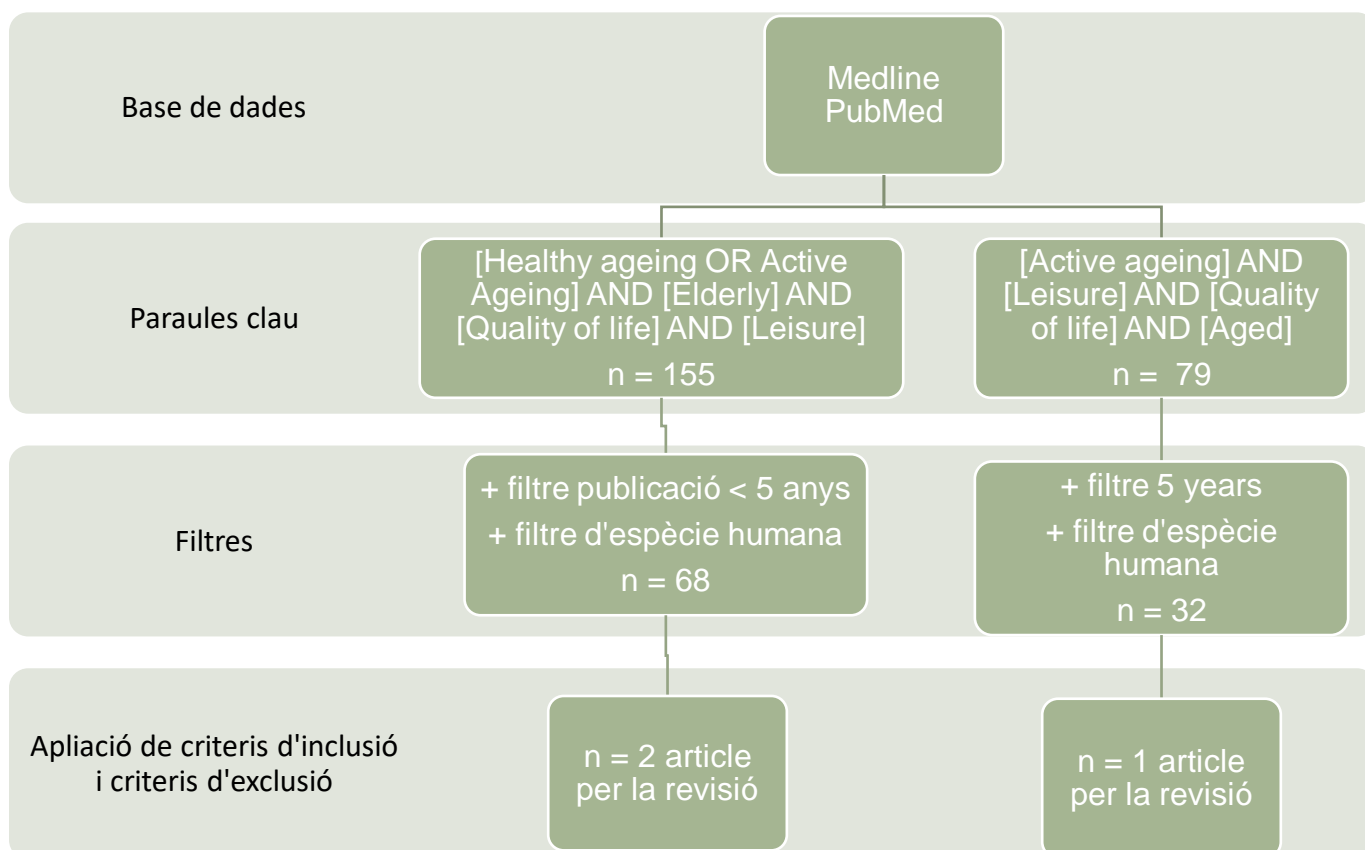 Base de dades
Medline
PubMed
Paraules clau
[Healthy ageing OR Active
Ageing] AND [Elderly] AND
[Quality of life] AND [Leisure]
n = 155
[Active ageing] AND
[Leisure] AND [Quality
of life] AND [Aged]
n = 79
Filtres
+ filtre publicació < 5 anys
+ filtre d'espècie humana
n = 68
+ filtre 5 years
+ filtre d'espècie
humana
n = 32
Apliació de criteris d'inclusió
i criteris d'exclusió
n = 2 article
per la revisió
n = 1 article
per la revisió